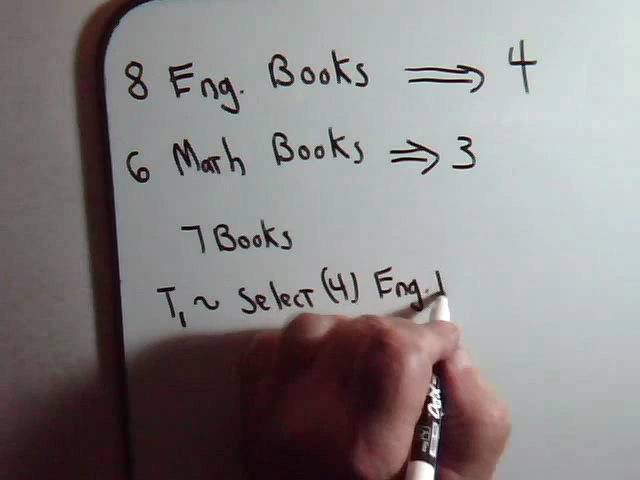 8 Eng. Books ⟹ 4
6 Math Books ⟹ 3
7 Books
T₁ ~ Select (4) Eng.